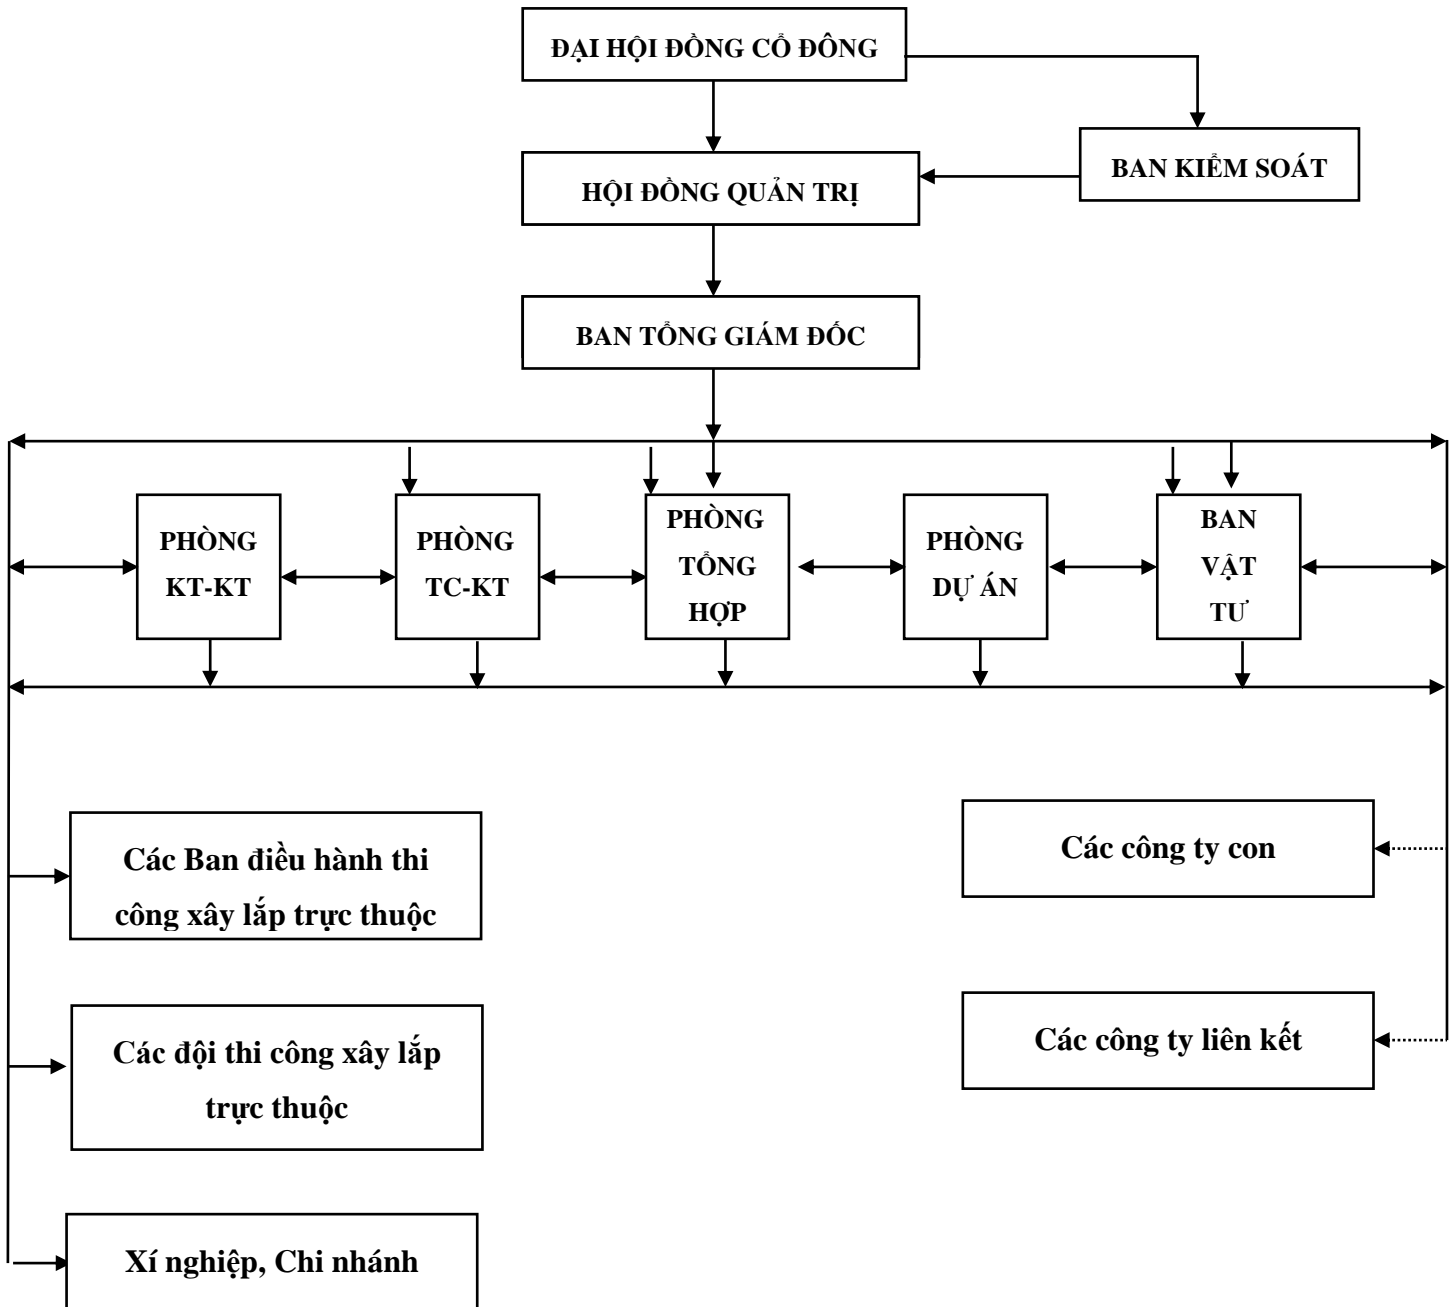 ĐẠI HỘI ĐỒNG CỔ ĐÔNG
BAN KIỂM SOÁT
HỘI ĐỒNG QUẢN TRỊ
BAN TỔNG GIÁM ĐỐC
PHÒNG
KT-KT
PHÒNG
TC-KT
PHÒNG
TỔNG
HỢP
PHÒNG
DỰ ÁN
BAN
VẬT
TƯ
Các Ban điều hành thi
công xây lắp trực thuộc
Các công ty con
Các đội thi công xây lắp
trực thuộc
Các công ty liên kết
Xí nghiệp, Chi nhánh